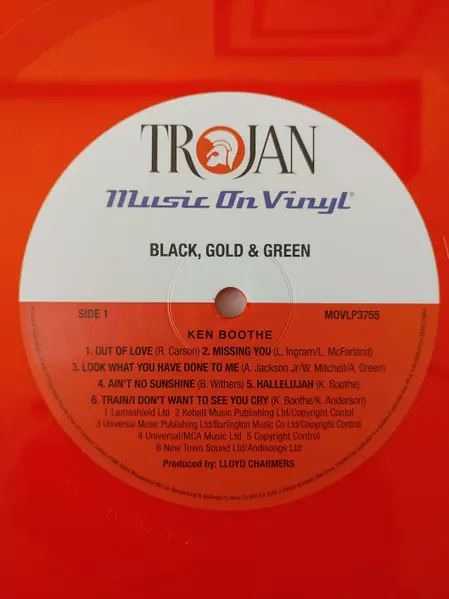 TROJAN
Music On Vinyl®
BLACK, GOLD & GREEN
SIDE 1
MOVLP3755
KEN BOOTHE
1. OUT OF LOVE (R. Carson) 2. MISSING YOU (L. Ingram/L. McFarland)
3. LOOK WHAT YOU HAVE DONE TO ME (A. Jackson Jr/W. Mitchell/A. Green)
4. AIN'T NO SUNSHINE (B. Withers) 5. HALLELUJAH (K. Boothe)
6. TRAIN/I DON'T WANT TO SEE YOU CRY (K. Boothe/K. Anderson)
1 Lamashield Ltd 2 Kobalt Music Publishing Ltd/Copyright Contol
3 Universal Music Publishing Ltd/Burlington Music Co Ltd/Copyright Control
4 Universal/MCA Music Ltd 5 Copyright Control
6 New Town Sound Ltd/Andisongs Ltd
Produced by: LLOYD CHARMERS